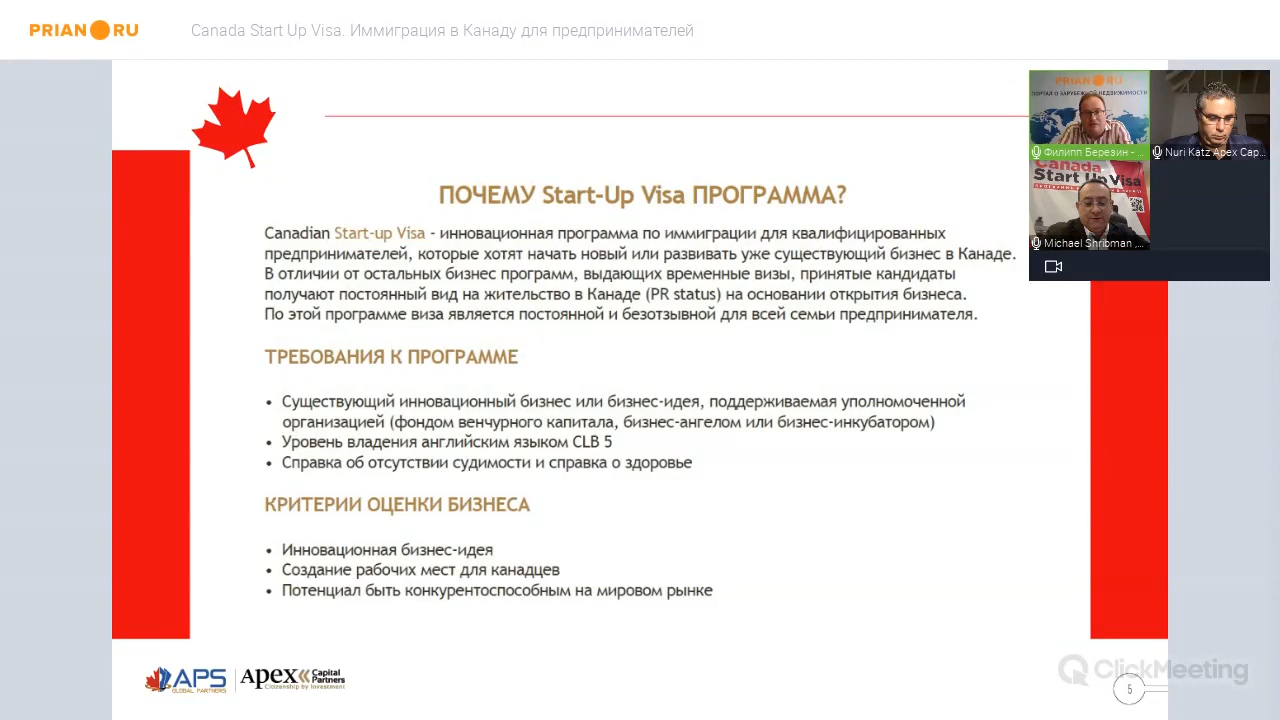 PRIAN RU
Canada Start Up Visa. Иммиграция в Канаду для предпринимателей
PRIAN RU
ПОРТАЛ О ЗАРУБЕЖНОЙ НЕДВИЖИМОСТИ
Филипп Березин - ...
Nuri Katz Apex Cap...
Canada
Start Up Visa
Michael Shribman ,...
ПОЧЕМУ Start-Up Visa ПРОГРАММА?
Canadian Start-up Visa - инновационная программа по иммиграции для квалифицированных
предпринимателей, которые хотят начать новый или развивать уже существующий бизнес в Канаде.
В отличии от остальных бизнес программ, выдающих временные визы, принятые кандидаты
получают постоянный вид на жительство в Канаде (PR status) на основании открытия бизнеса.
По этой программе виза является постоянной и безотзывной для всей семьи предпринимателя.
ТРЕБОВАНИЯ К ПРОГРАММЕ
• Существующий инновационный бизнес или бизнес-идея, поддерживаемая уполномоченной
организацией (фондом венчурного капитала, бизнес-ангелом или бизнес-инкубатором)
• Уровень владения английским языком CLB 5
• Справка об отсутствии судимости и справка о здоровье
КРИТЕРИИ ОЦЕНКИ БИЗНЕСА
• Инновационная бизнес-идея
• Создание рабочих мест для канадцев
• Потенциал быть конкурентоспособным на мировом рынке
APS
GLOBAL PARTNERS
APEX Capital Partners
Citizenship by Investment
ClickMeeting
5